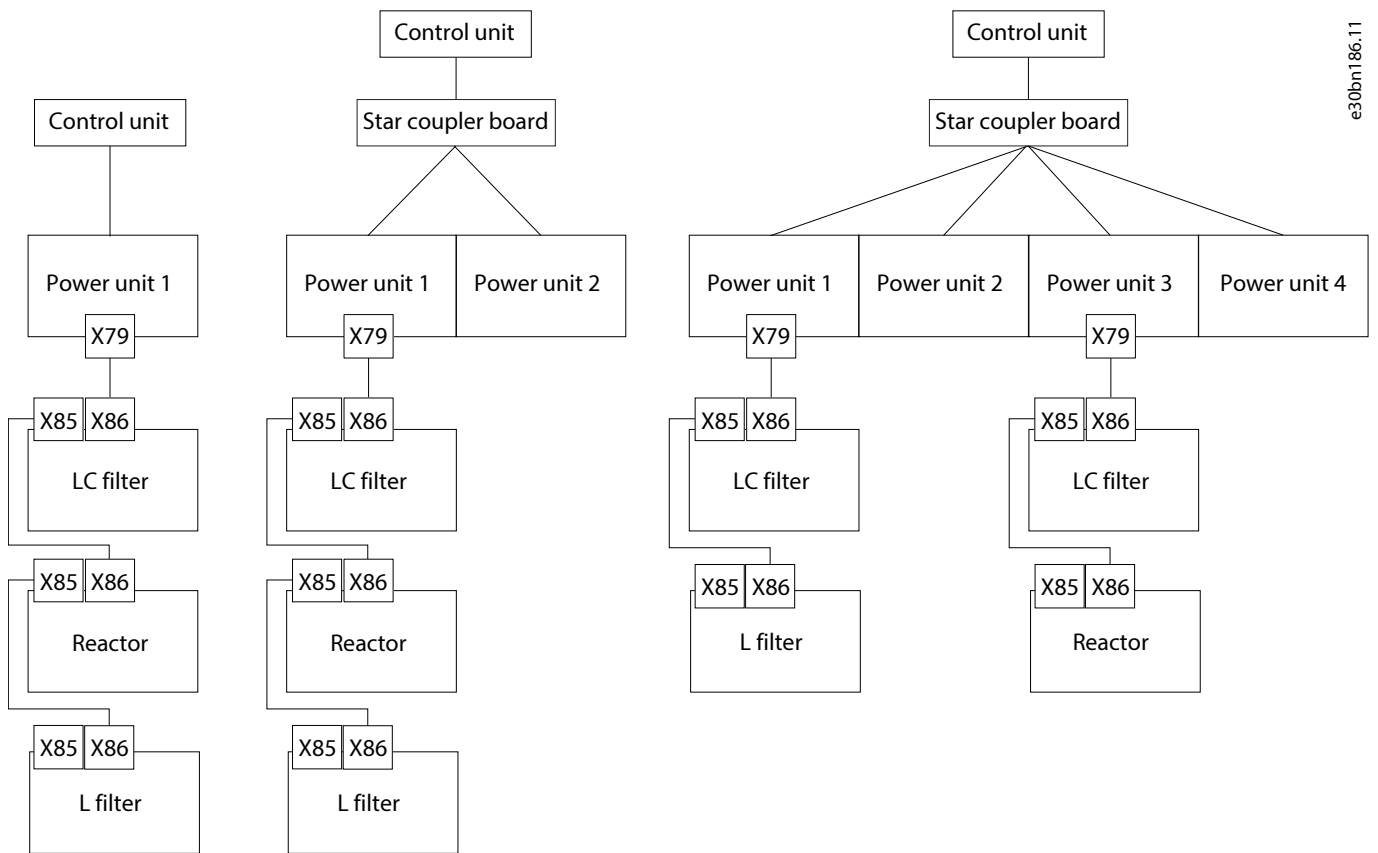 Control unit
Power unit 1
X79
X85 X86
LC filter
X85 X86
Reactor
X85 X86
L filter
Control unit
Star coupler board
Power unit 1 Power unit 2
X79
X85 X86
LC filter
X85 X86
Reactor
X85 X86
L filter
Control unit
Star coupler board
Power unit 1 Power unit 2 Power unit 3 Power unit 4
X79 X79
X85 X86 X85 X86
LC filter LC filter
X85 X86 X85 X86
L filter Reactor
e30bn186.11